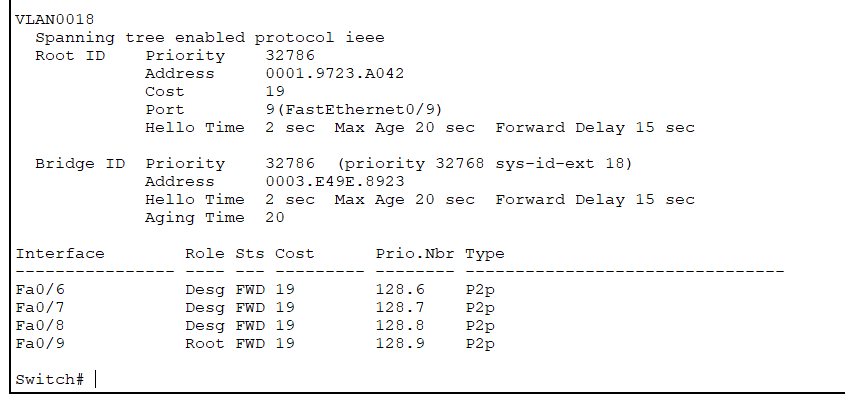 VLAN0018
  Spanning tree enabled protocol ieee
  Root ID    Priority    32786
             Address     0001.9723.A042
             Cost        19
             Port        9(FastEthernet0/9)
             Hello Time  2 sec  Max Age 20 sec  Forward Delay 15 sec

  Bridge ID  Priority    32786  (priority 32768 sys-id-ext 18)
             Address     0003.E49E.8923
             Hello Time  2 sec  Max Age 20 sec  Forward Delay 15 sec
             Aging Time  20

Interface        Role Sts Cost      Prio.Nbr Type
---------------- ---- --- --------- -------- --------------------------------
Fa0/6            Desg FWD 19        128.6    P2p
Fa0/7            Desg FWD 19        128.7    P2p
Fa0/8            Desg FWD 19        128.8    P2p
Fa0/9            Root FWD 19        128.9    P2p

Switch#